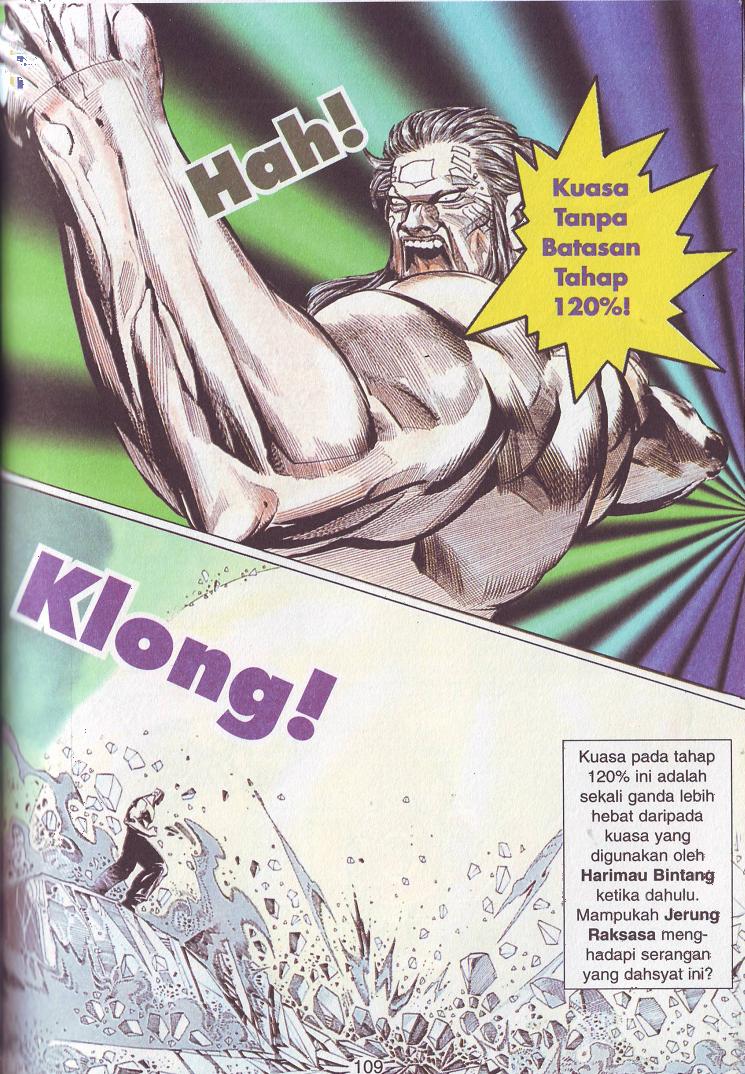 Hah!
Kuasa
Tanpa
Batasan
Tahap
120%!
Klong!
Kuasa pada tahap
120% ini adalah
sekali ganda lebih
hebat daripada
kuasa yang
digunakan oleh
Harimau Bintang
ketika dahulu.
Mampukah Jerung
Raksasa meng-
hadapi serangan
yang dahsyat ini?
109